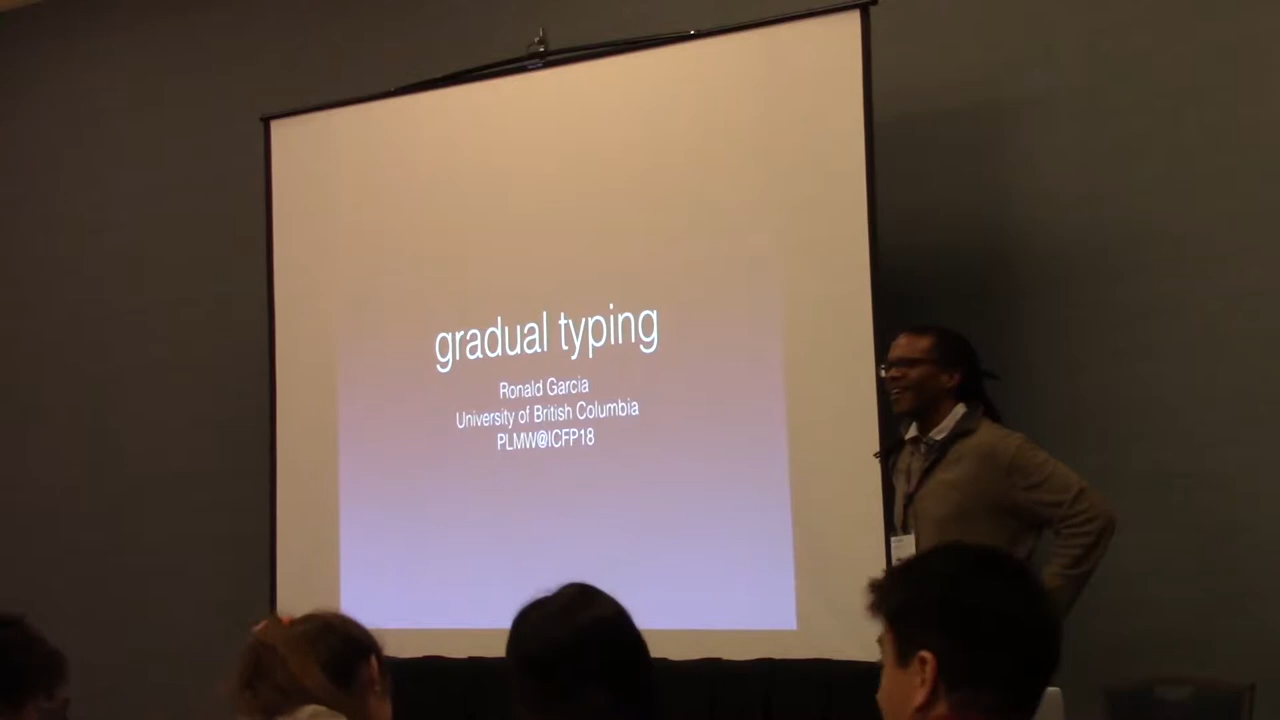 gradual typing
Ronald Garcia
University of British Columbia
PLMW@ICFP18